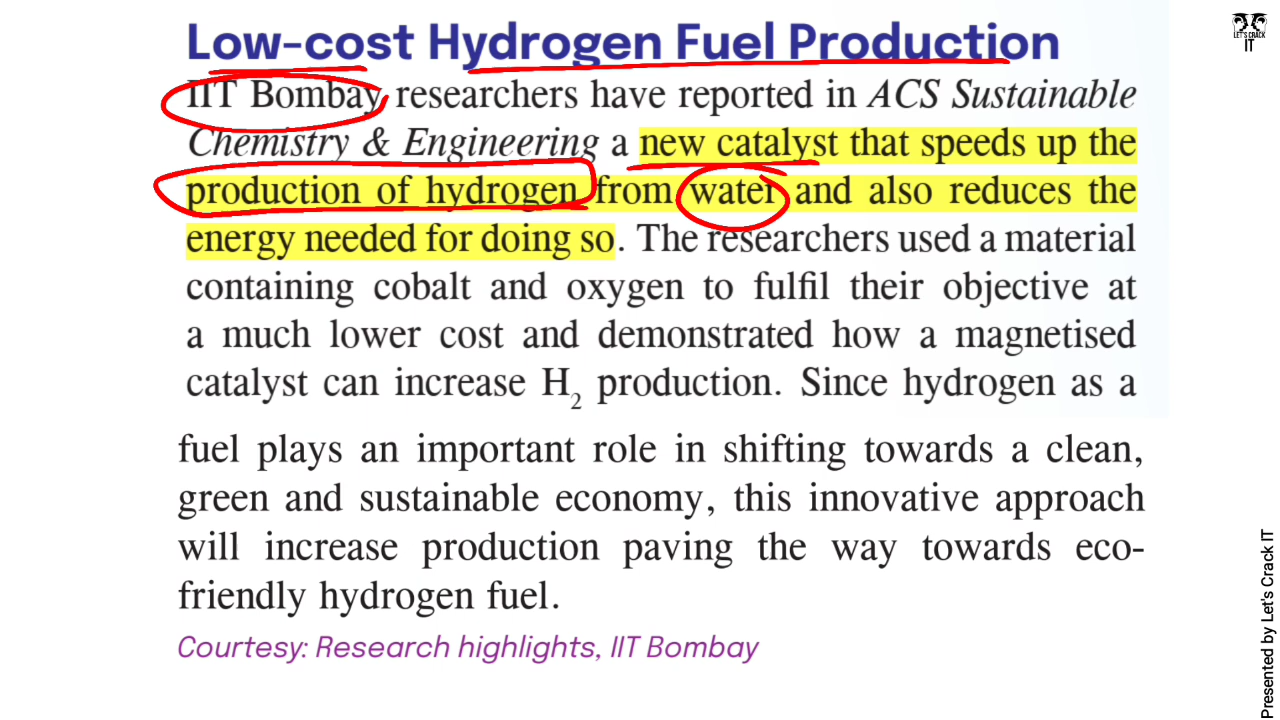 Low-cost Hydrogen Fuel Production
IIT Bombay researchers have reported in ACS Sustainable
Chemistry & Engineering a new catalyst that speeds up the
production of hydrogen from water and also reduces the
energy needed for doing so. The researchers used a material
containing cobalt and oxygen to fulfil their objective at
a much lower cost and demonstrated how a magnetised
catalyst can increase H₂ production. Since hydrogen as a
fuel plays an important role in shifting towards a clean,
green and sustainable economy, this innovative approach
will increase production paving the way towards eco-
friendly hydrogen fuel.
Courtesy: Research highlights, IIT Bombay
LET'S CRACK
IT
Presented by Let's Crack IT